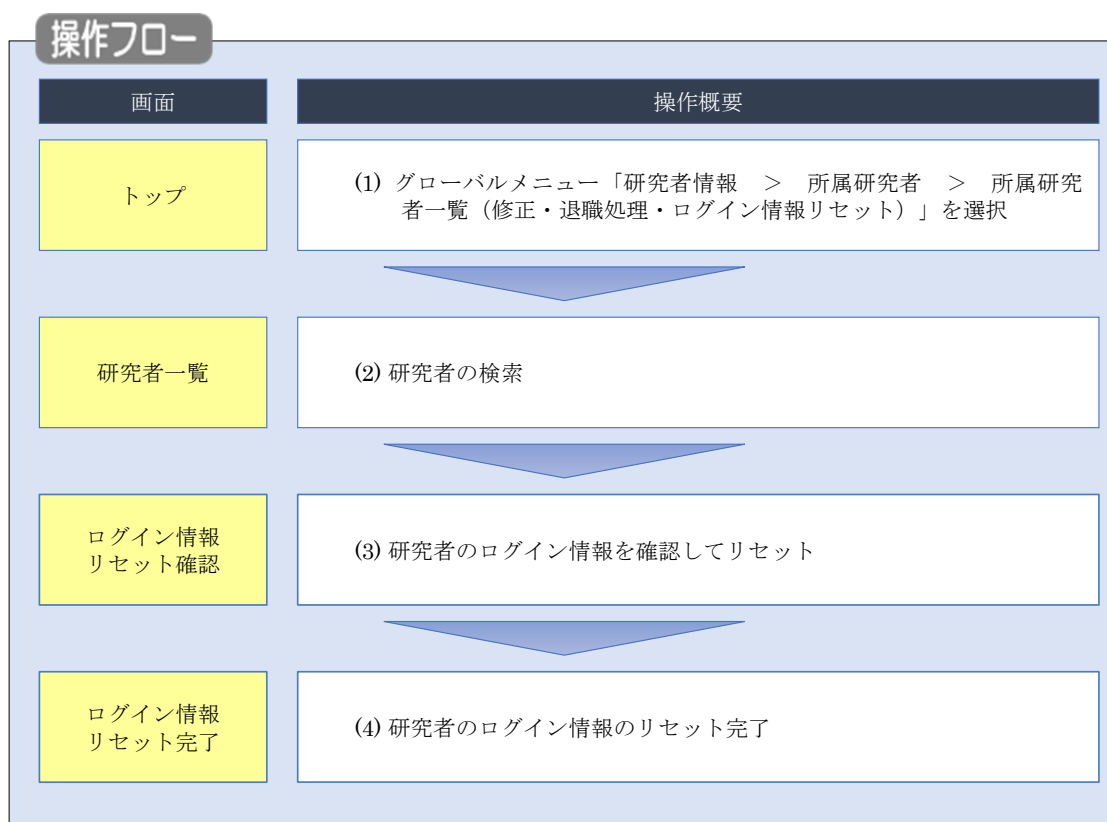 操作フロー
画面
操作概要
トップ
(1) グローバルメニュー「研究者情報 ＞ 所属研究者 ＞ 所属研究
者一覧（修正・退職処理・ログイン情報リセット）」を選択
研究者一覧
(2) 研究者の検索
ログイン情報
リセット確認
(3) 研究者のログイン情報を確認してリセット
ログイン情報
リセット完了
(4) 研究者のログイン情報のリセット完了